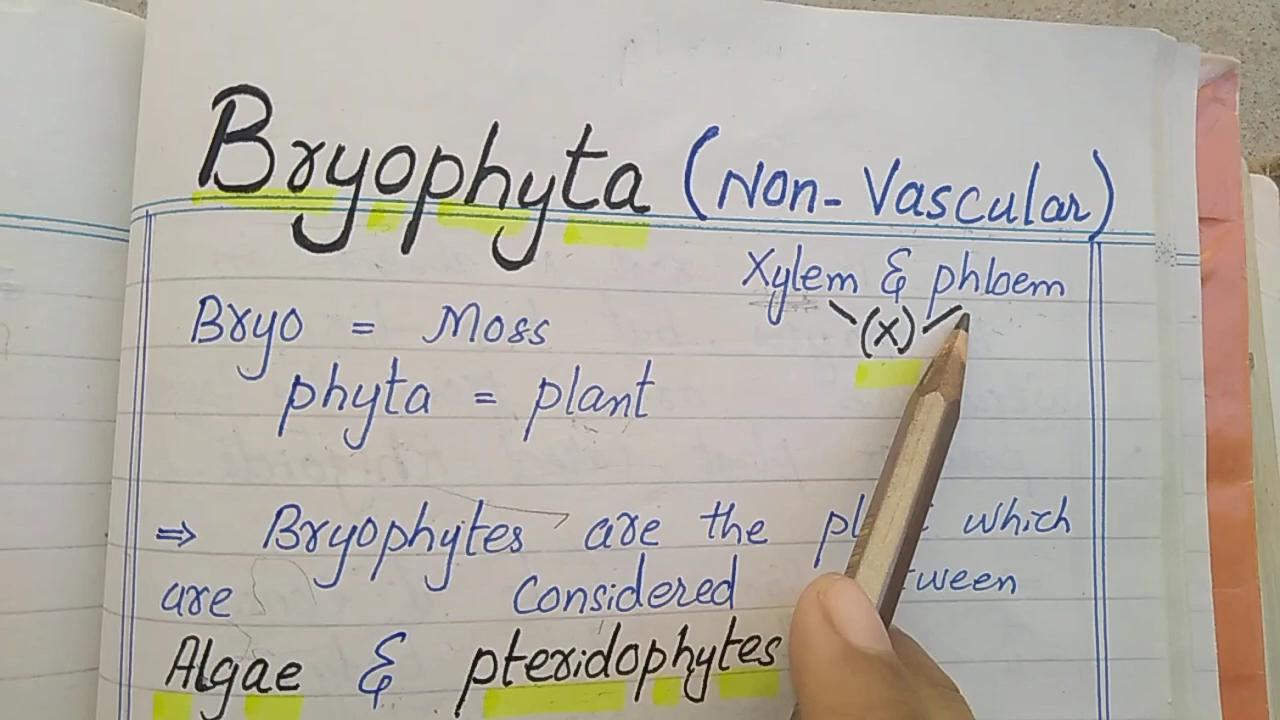 Bryophyta (Non-Vascular)
Xylem & phloem
(x)
Bryo = Moss
phyta = plant
⇒ Bryophytes are the which
are Considered
Algae & pteridophytes